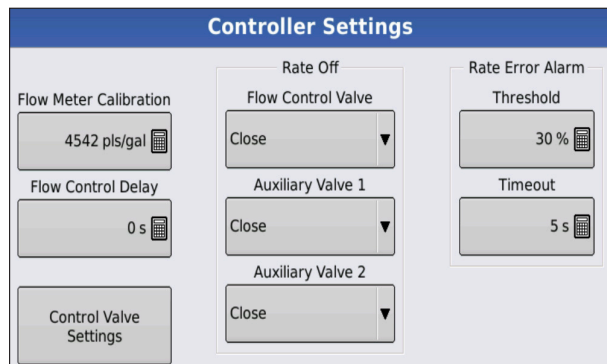 Controller Settings
Flow Meter Calibration
4542 pls/gal
Flow Control Delay
0 s
Control Valve
Settings
Rate Off
Flow Control Valve
Close
Auxiliary Valve 1
Close
Auxiliary Valve 2
Close
Rate Error Alarm
Threshold
30 %
Timeout
5 s